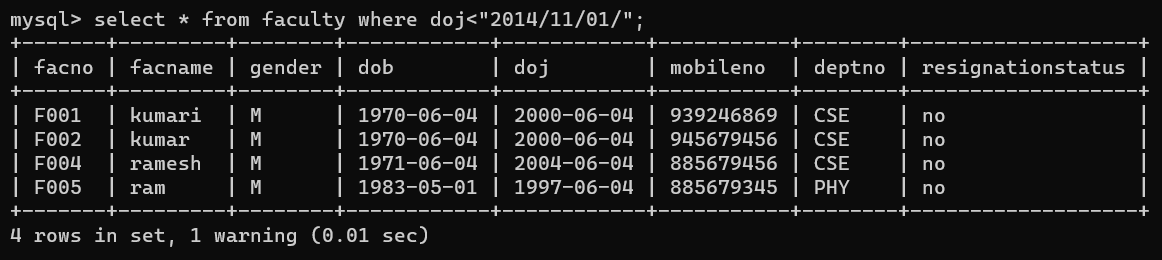 mysql> select * from faculty where doj<"2014/11/01/";
+-------+---------+--------+------------+------------+-----------+--------+-------------------+
| facno | facname | gender | dob        | doj        | mobileno  | deptno | resignationstatus |
+-------+---------+--------+------------+------------+-----------+--------+-------------------+
| F001  | kumari  | M      | 1970-06-04 | 2000-06-04 | 939246869 | CSE    | no                |
| F002  | kumar   | M      | 1970-06-04 | 2000-06-04 | 945679456 | CSE    | no                |
| F004  | ramesh  | M      | 1971-06-04 | 2004-06-04 | 885679456 | CSE    | no                |
| F005  | ram     | M      | 1983-05-01 | 1997-06-04 | 885679345 | PHY    | no                |
+-------+---------+--------+------------+------------+-----------+--------+-------------------+
4 rows in set, 1 warning (0.01 sec)